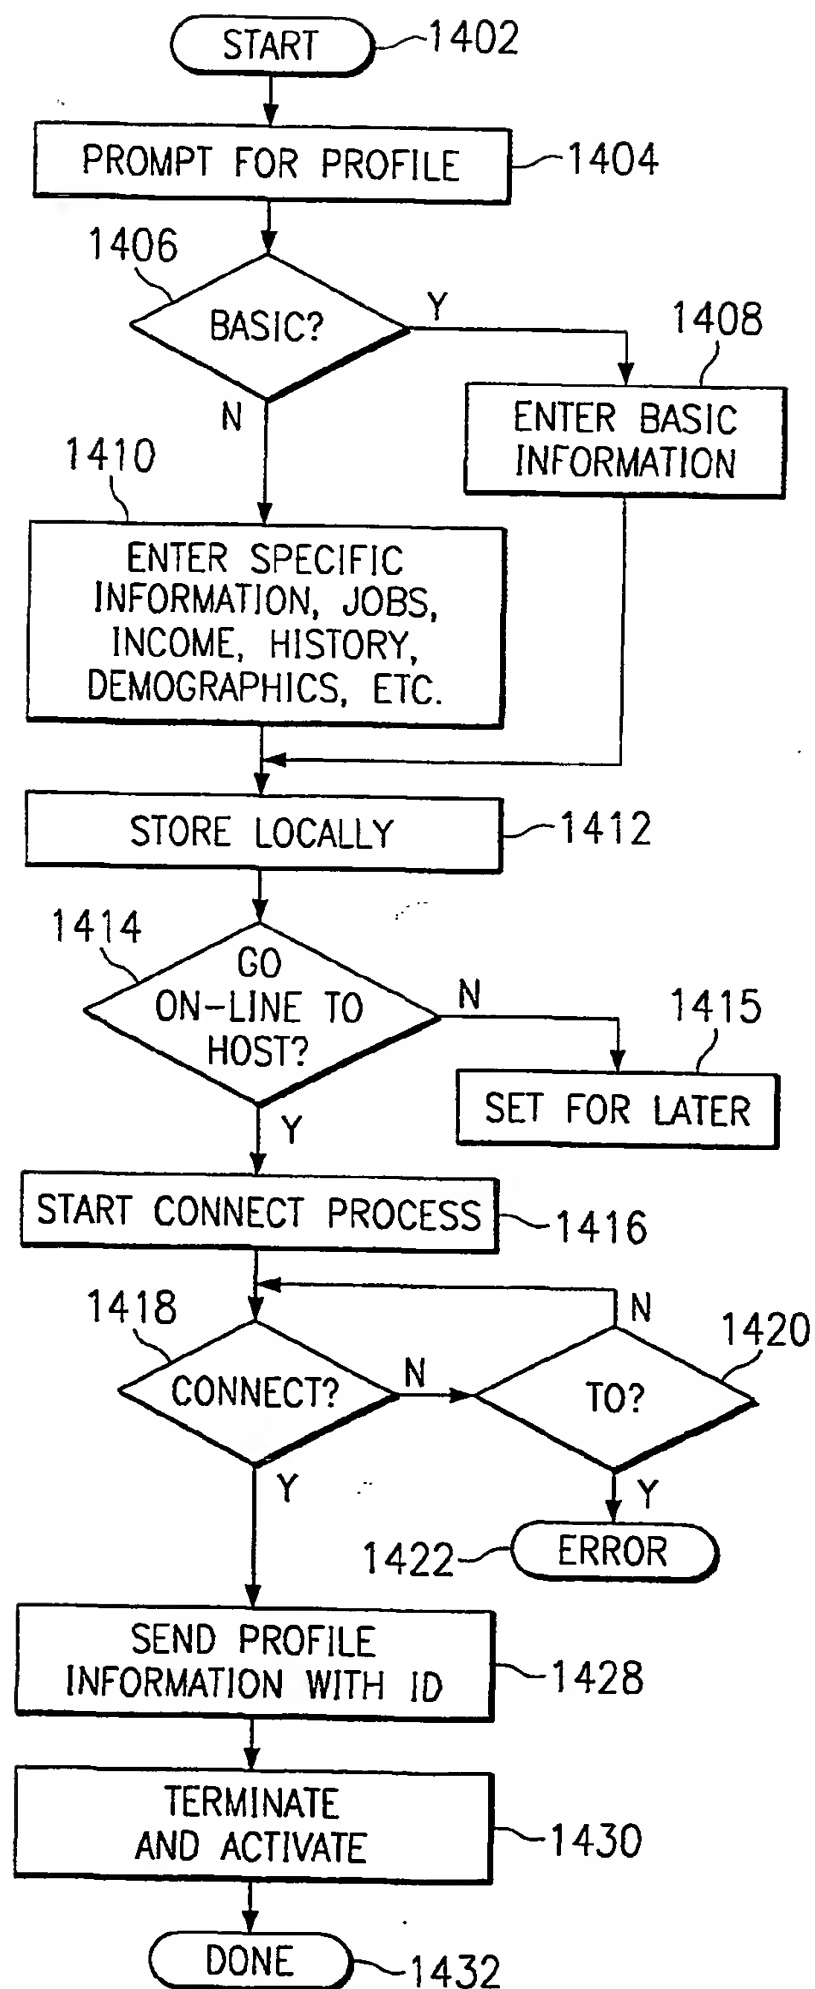 START
1402
PROMPT FOR PROFILE
1404
1406
BASIC?
Y
N
1408
ENTER BASIC
INFORMATION
1410
ENTER SPECIFIC
INFORMATION, JOBS,
INCOME, HISTORY,
DEMOGRAPHICS, ETC.
STORE LOCALLY
1412
1414
GO
ON-LINE TO
HOST?
N
Y
1415
SET FOR LATER
START CONNECT PROCESS
1416
1418
CONNECT?
N
Y
N
1420
TO?
Y
1422
ERROR
SEND PROFILE
INFORMATION WITH ID
1428
TERMINATE
AND ACTIVATE
1430
DONE
1432